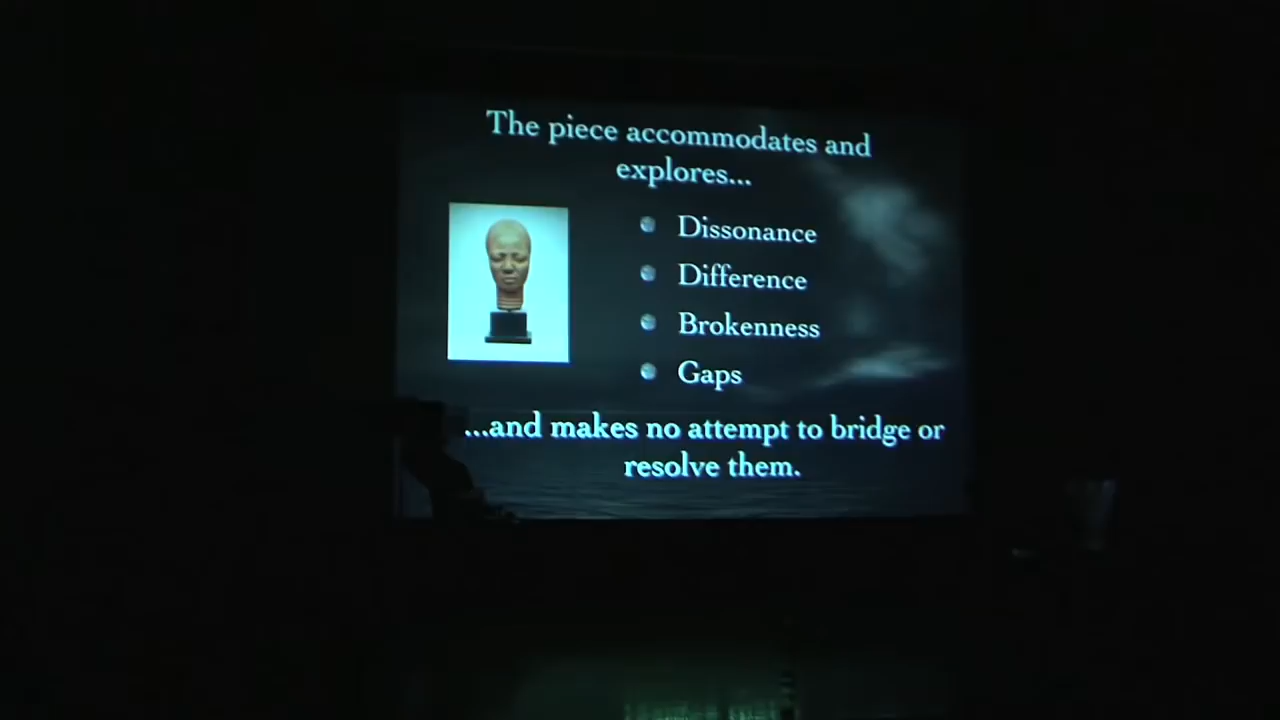 The piece accommodates and
explores...
Dissonance
Difference
Brokenness
Gaps
...and makes no attempt to bridge or
resolve them.